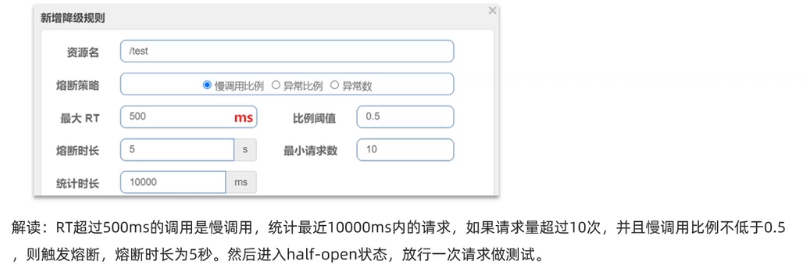 新增降级规则
×
资源名 /test
熔断策略 慢调用比例 异常比例 异常数
最大 RT 500 ms 比例阈值 0.5
熔断时长 5 s 最小请求数 10
统计时长 10000 ms
解读：RT超过500ms的调用是慢调用，统计最近10000ms内的请求，如果请求量超过10次，并且慢调用比例不低于0.5
，则触发熔断，熔断时长为5秒。然后进入half-open状态，放行一次请求做测试。